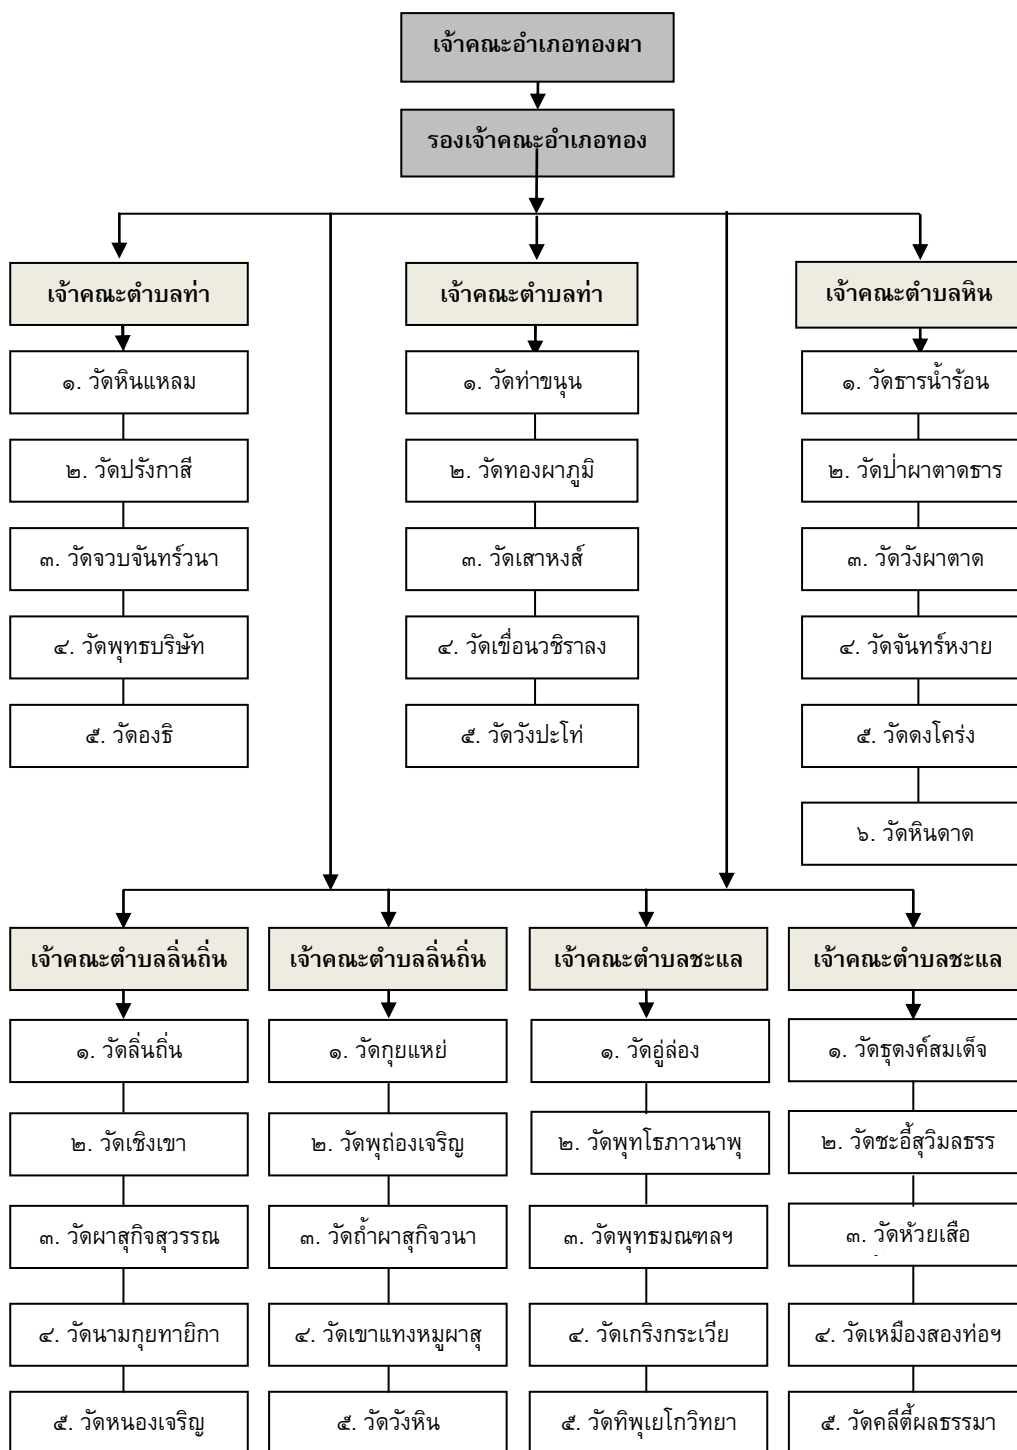 เจ้าคณะอำเภอทองผา
รองเจ้าคณะอำเภอทอง
เจ้าคณะตำบลท่า
๑. วัดหินแหลม
๒. วัดปรังกาสี
๓. วัดจวบจันทร์วนา
๔. วัดพุทธบริษัท
๕. วัดองธิ
เจ้าคณะตำบลท่า
๑. วัดท่าขนุน
๒. วัดทองผาภูมิ
๓. วัดเสาหงส์
๔. วัดเขื่อนวชิราลง
๕. วัดวังปะโท่
เจ้าคณะตำบลหิน
๑. วัดธารน้ำร้อน
๒. วัดป่าผาตาดธาร
๓. วัดวังผาตาด
๔. วัดจันทร์หงาย
๕. วัดดงโคร่ง
๖. วัดหินดาด
เจ้าคณะตำบลลิ่นถิ่น
๑. วัดลิ่นถิ่น
๒. วัดเชิงเขา
๓. วัดผาสุกิจสุวรรณ
๔. วัดนามกุยทายิกา
๕. วัดหนองเจริญ
เจ้าคณะตำบลลิ่นถิ่น
๑. วัดกุยแหย่
๒. วัดพุถ่องเจริญ
๓. วัดถ้ำผาสุกิจวนา
๔. วัดเขาแทงหมูผาสุ
๕. วัดวังหิน
เจ้าคณะตำบลชะแล
๑. วัดอู่ล่อง
๒. วัดพุทโธภาวนาพุ
๓. วัดพุทธมณฑลฯ
๔. วัดเกริงกระเวีย
๕. วัดทิพุเยโกวิทยา
เจ้าคณะตำบลชะแล
๑. วัดธุดงค์สมเด็จ
๒. วัดชะอี้สุวิมลธรร
๓. วัดห้วยเสือ
๔. วัดเหมืองสองท่อฯ
๕. วัดคลีตี้ผลธรรมา